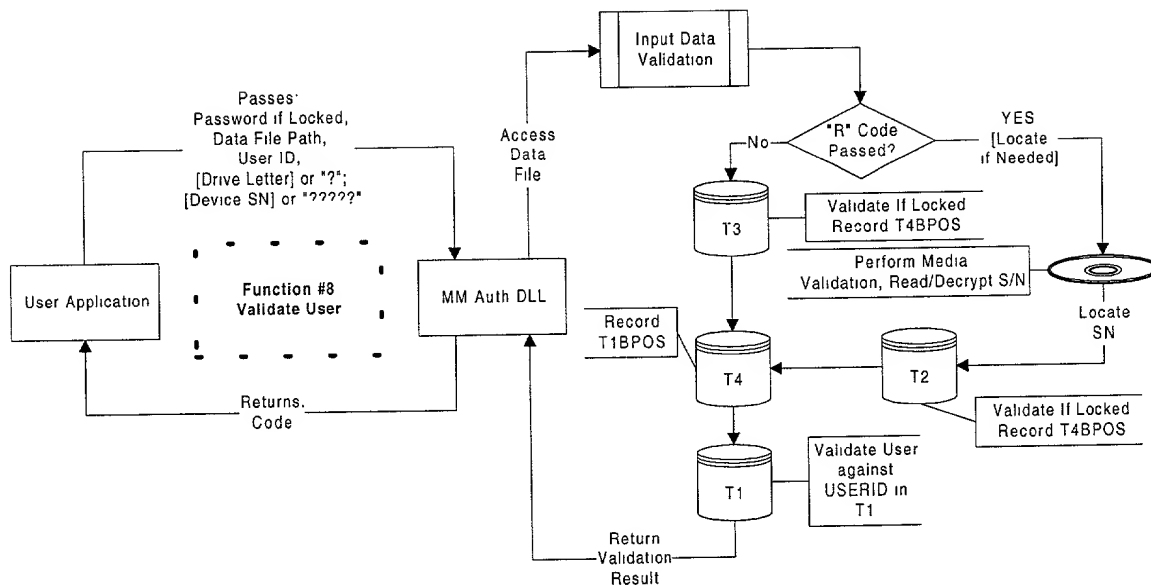 Input Data
Validation
Passes:
Password if Locked,
Data File Path,
User ID,
[Drive Letter] or "?";
[Device SN] or "?????"
Access
Data
File
"R" Code
Passed?
YES
[Locate
if Needed]
No
T3
Validate If Locked
Record T4BPOS
User Application
Function #8
Validate User
MM Auth DLL
Perform Media
Validation, Read/Decrypt S/N
Locate
SN
Record
T1BPOS
T4
T2
Validate If Locked
Record T4BPOS
Returns.
Code
T1
Validate User
against
USERID in
T1
Return
Validation
Result